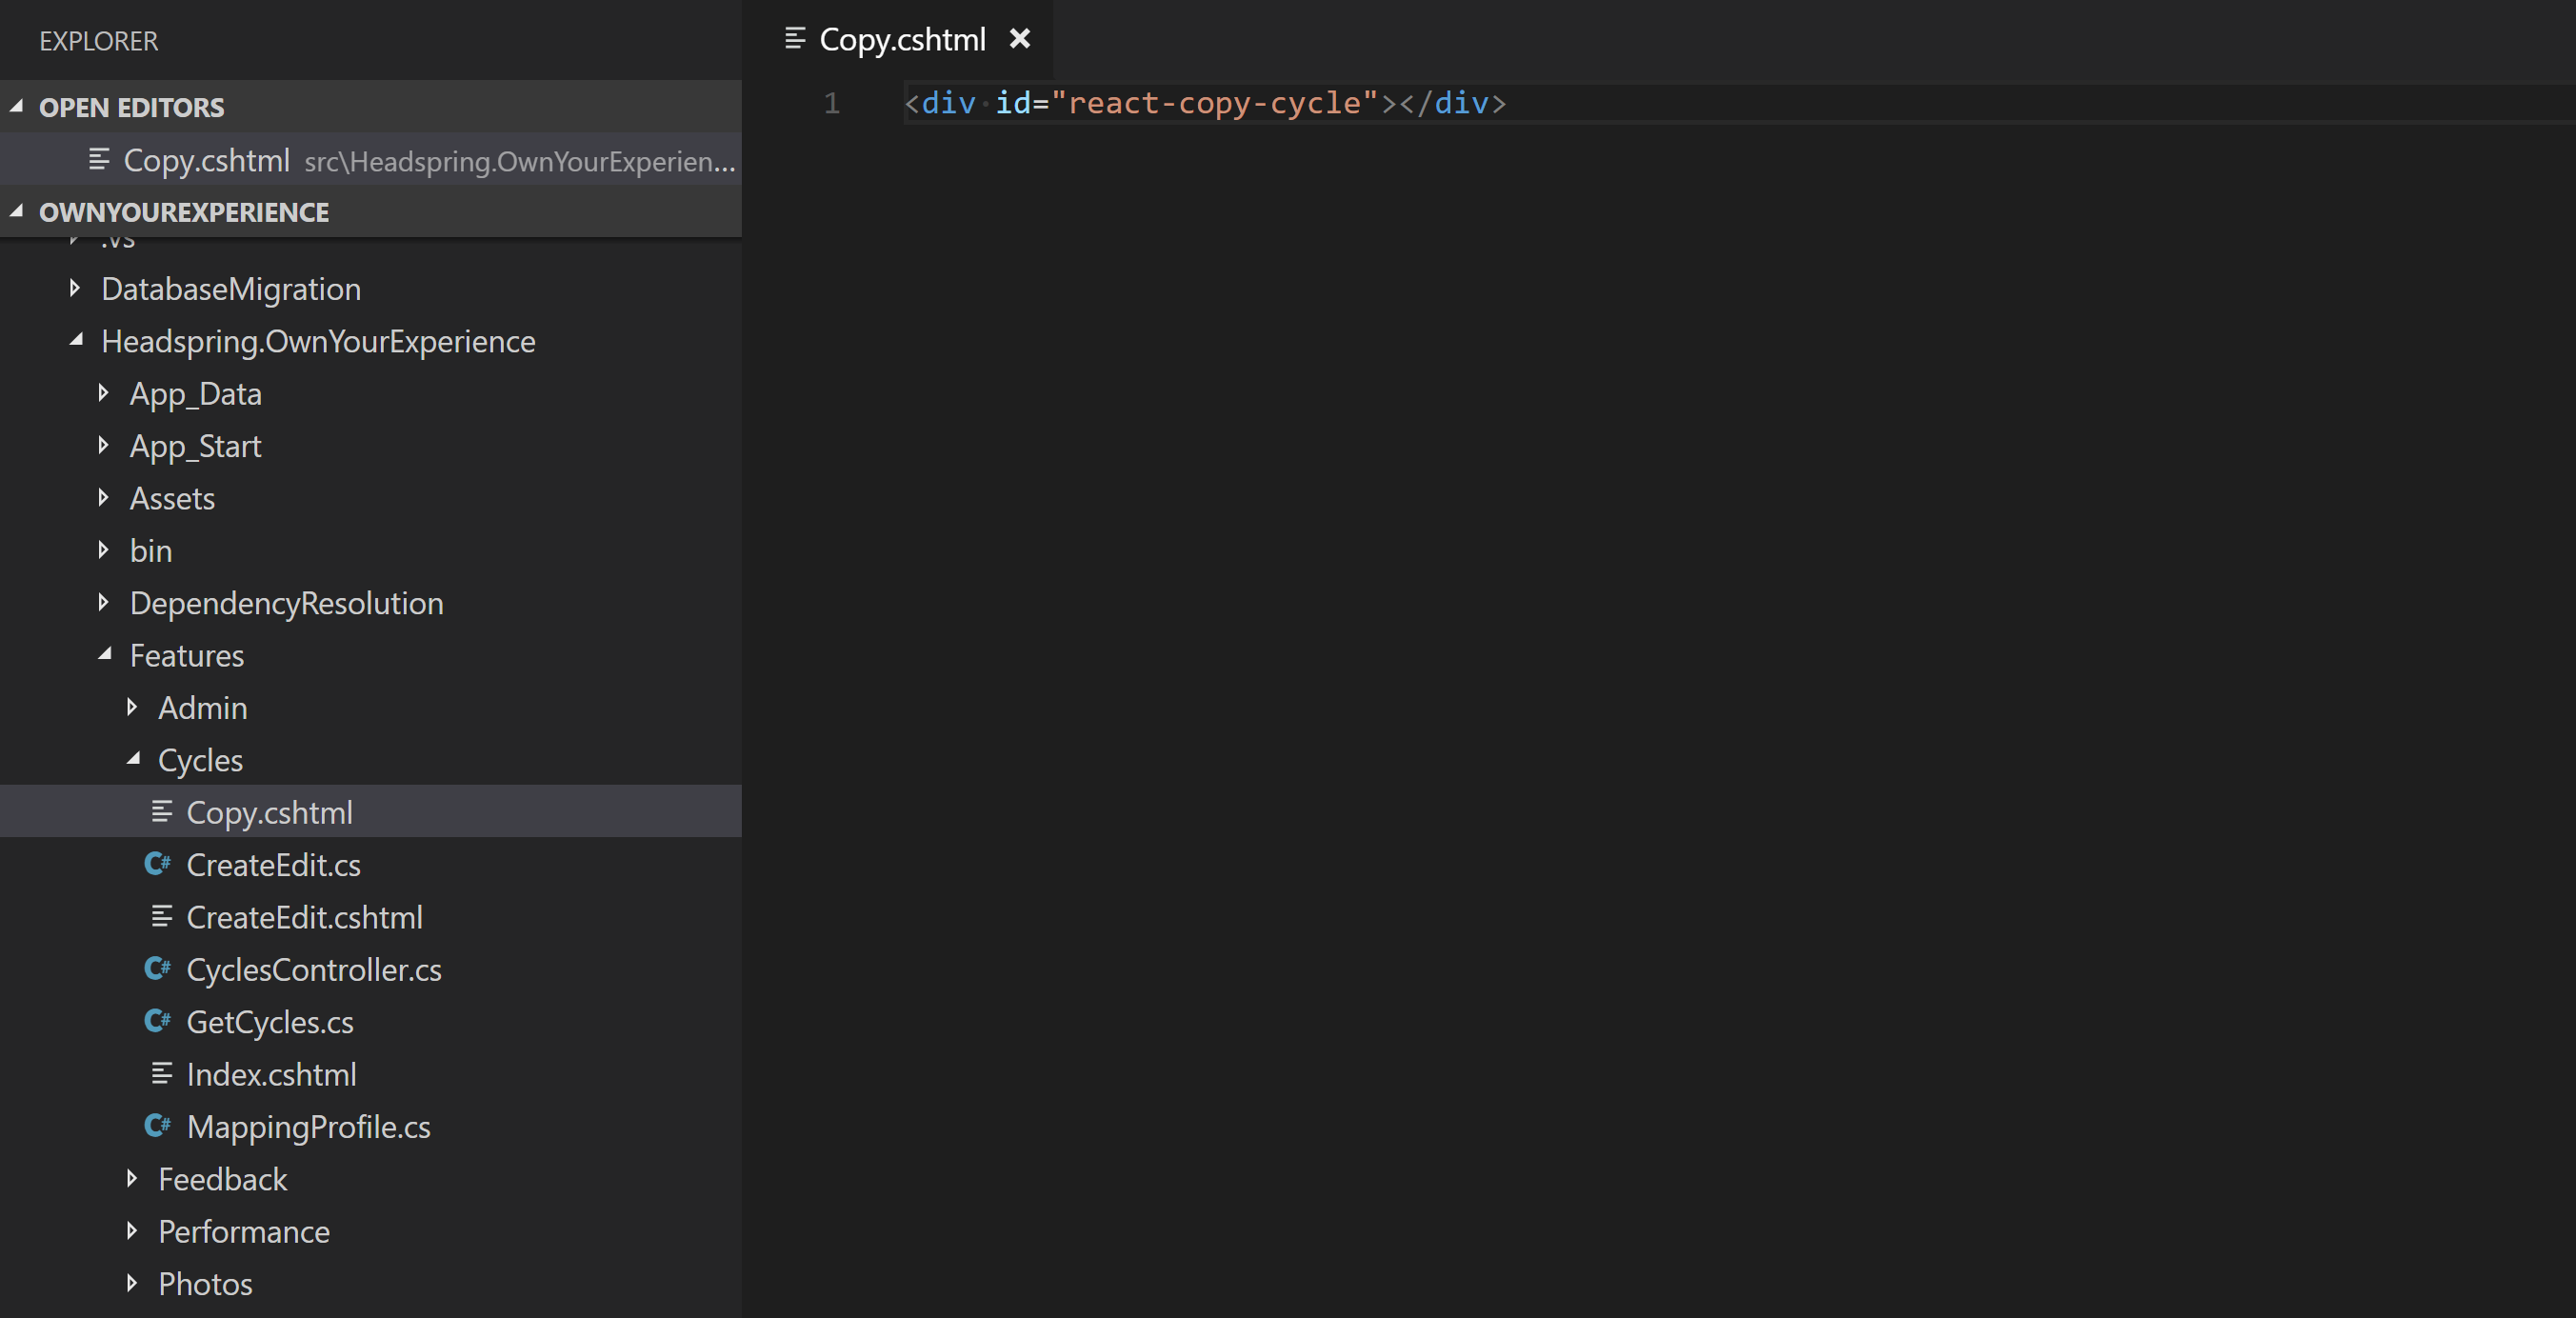 EXPLORER
OPEN EDITORS
Copy.cshtml src\Headspring.OwnYourExperien...
OWNYOUREXPERIENCE
.vs
DatabaseMigration
Headspring.OwnYourExperience
App_Data
App_Start
Assets
bin
DependencyResolution
Features
Admin
Cycles
Copy.cshtml
C# CreateEdit.cs
CreateEdit.cshtml
C# CyclesController.cs
C# GetCycles.cs
Index.cshtml
C# MappingProfile.cs
Feedback
Performance
Photos
Copy.cshtml
1 <div id="react-copy-cycle"></div>